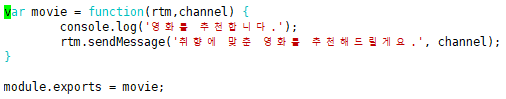 var movie = function(rtm,channel) {
        console.log('영화를 추천합니다.');
        rtm.sendMessage('취향에 맞춘 영화를 추천해드릴게요.', channel);
}
module.exports = movie;